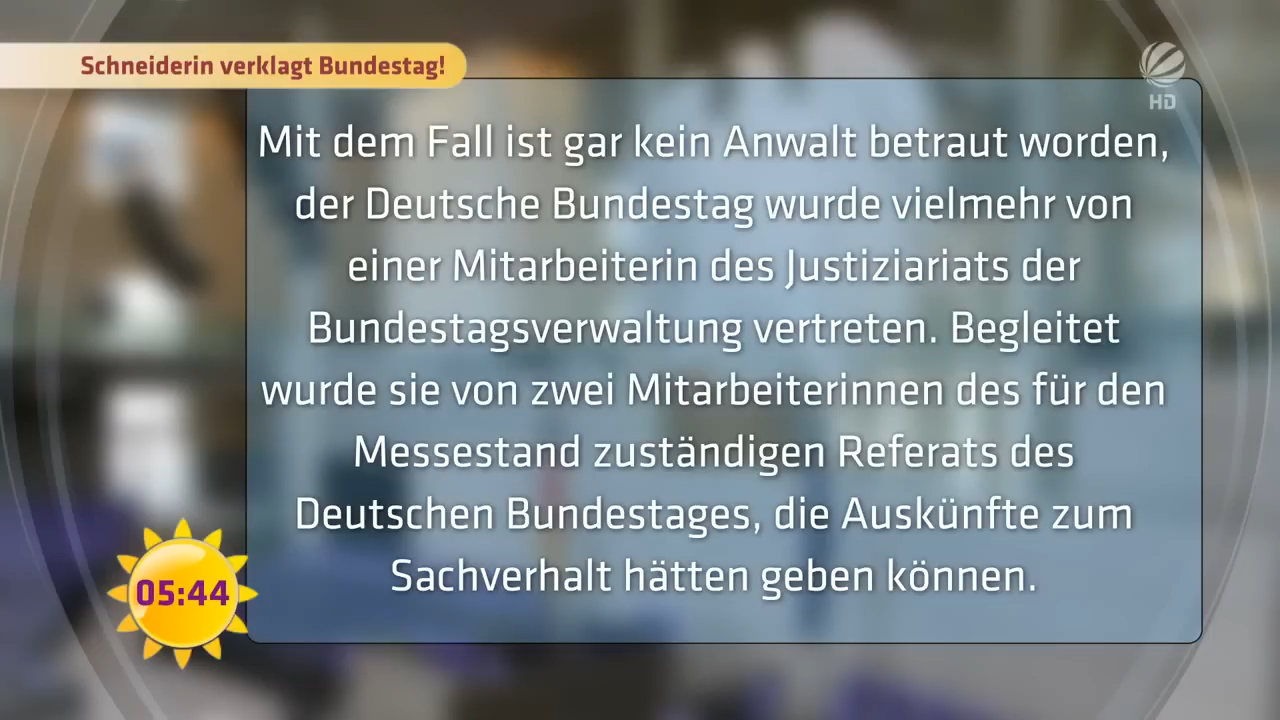 Schneiderin verklagt Bundestag!
HD
Mit dem Fall ist gar kein Anwalt betraut worden,
der Deutsche Bundestag wurde vielmehr von
einer Mitarbeiterin des Justiziariats der
Bundestagsverwaltung vertreten. Begleitet
wurde sie von zwei Mitarbeiterinnen des für den
Messestand zuständigen Referats des
Deutschen Bundestages, die Auskünfte zum
Sachverhalt hätten geben können.
05:44